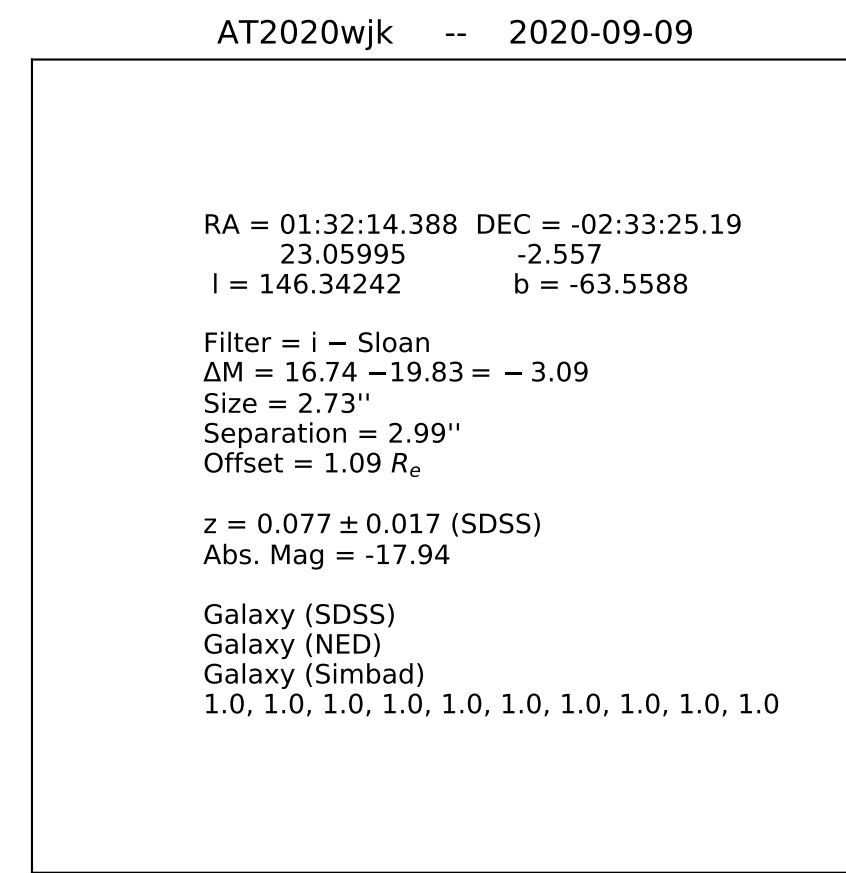 AT2020wjk -- 2020-09-09
RA = 01:32:14.388 DEC = -02:33:25.19
23.05995 -2.557
l = 146.34242 b = -63.5588
Filter = i − Sloan
ΔM = 16.74 −19.83 = − 3.09
Size = 2.73''
Separation = 2.99''
Offset = 1.09 Rₑ
z = 0.077 ± 0.017 (SDSS)
Abs. Mag = -17.94
Galaxy (SDSS)
Galaxy (NED)
Galaxy (Simbad)
1.0, 1.0, 1.0, 1.0, 1.0, 1.0, 1.0, 1.0, 1.0, 1.0